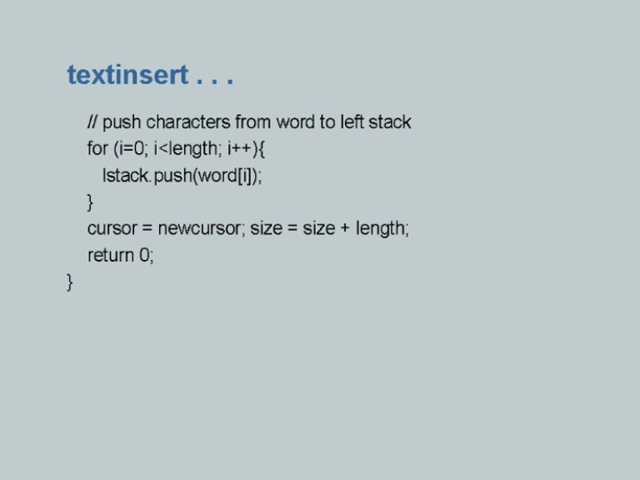 textinsert . . .
// push characters from word to left stack
for (i=0; i<length; i++){
lstack.push(word[i]);
}
cursor = newcursor; size = size + length;
return 0;
}